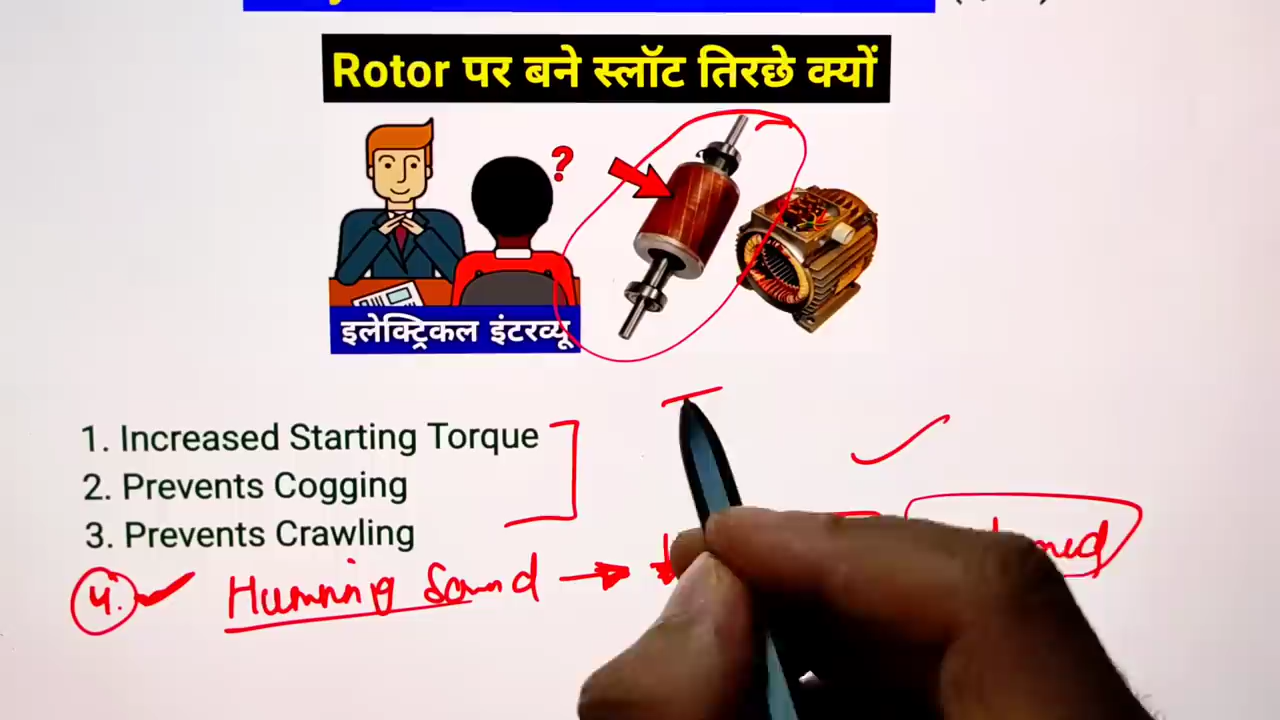 Rotor पर बने स्लॉट तिरछे क्यों
?
इलेक्ट्रिकल इंटरव्यू
1. Increased Starting Torque
2. Prevents Cogging
3. Prevents Crawling
4. Humming Sound